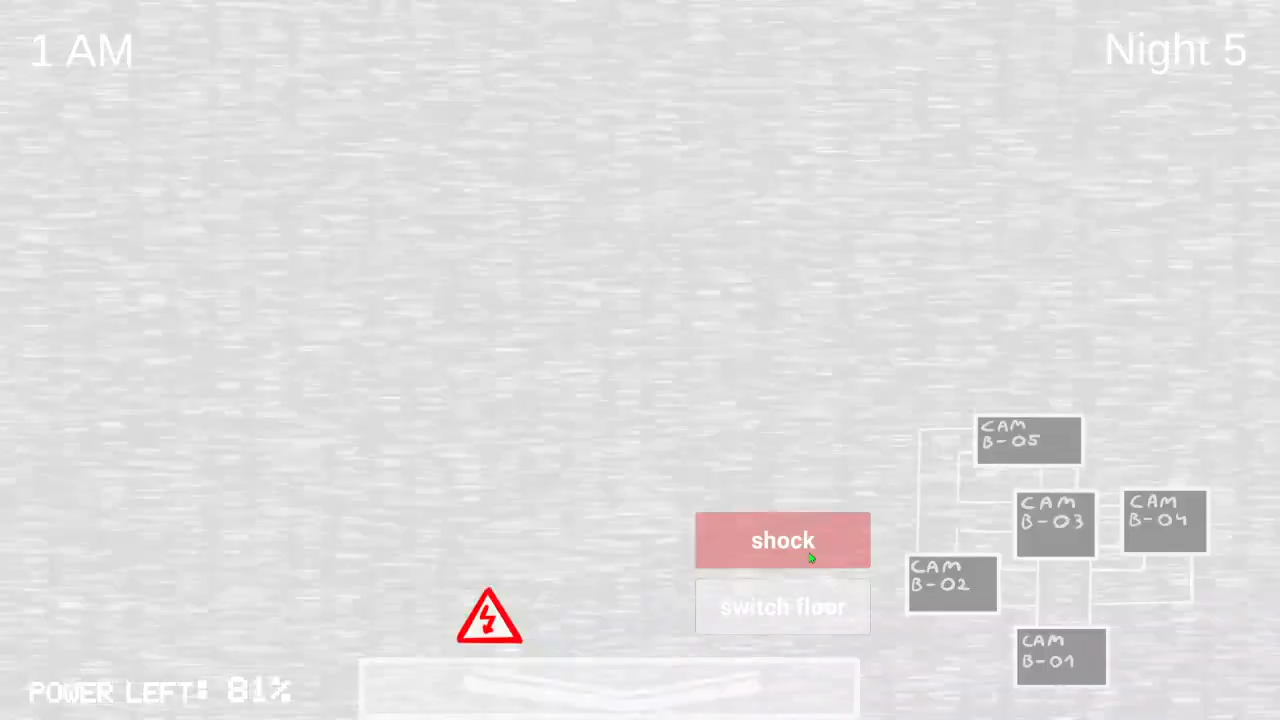 1 AM
Night 5
CAM
B-05
CAM
B-03
CAM
B-04
shock
CAM
B-02
switch floor
CAM
B-01
POWER LEFT: 81%